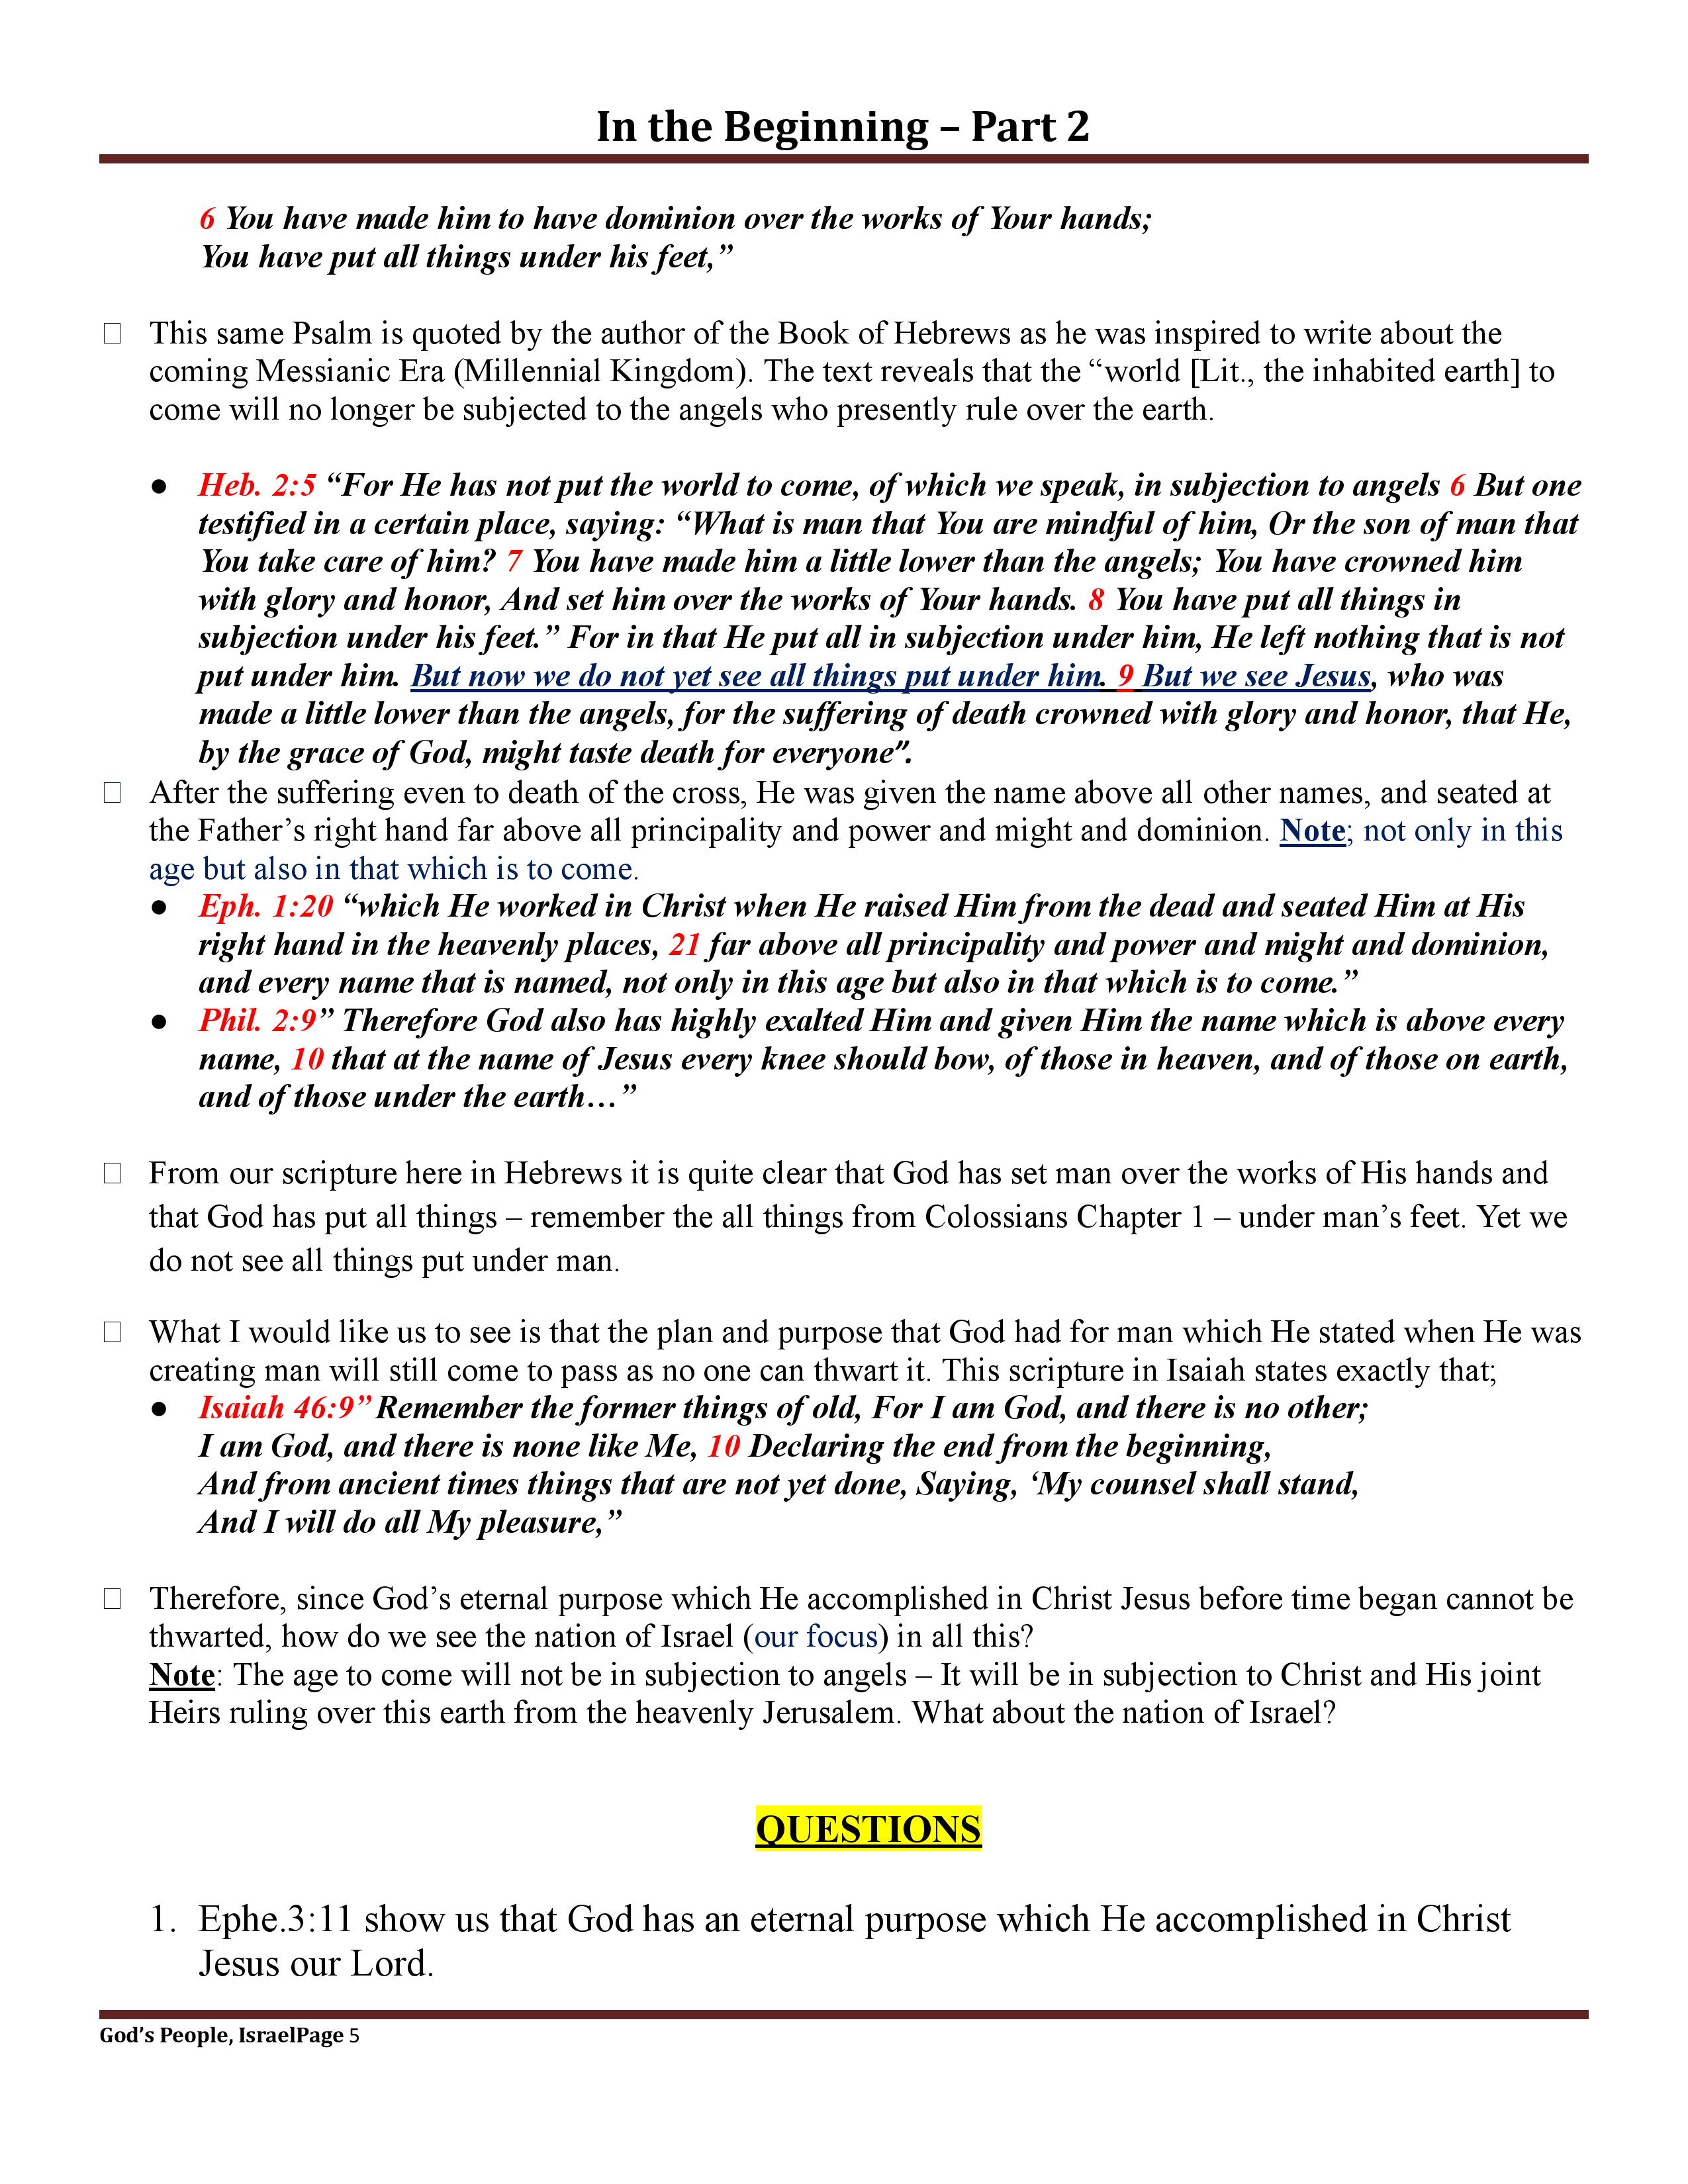 In the Beginning – Part 2
6 You have made him to have dominion over the works of Your hands;
You have put all things under his feet,”
This same Psalm is quoted by the author of the Book of Hebrews as he was inspired to write about the
coming Messianic Era (Millennial Kingdom). The text reveals that the “world [Lit., the inhabited earth] to
come will no longer be subjected to the angels who presently rule over the earth.
● Heb. 2:5 “For He has not put the world to come, of which we speak, in subjection to angels 6 But one
testified in a certain place, saying: “What is man that You are mindful of him, Or the son of man that
You take care of him? 7 You have made him a little lower than the angels; You have crowned him
with glory and honor, And set him over the works of Your hands. 8 You have put all things in
subjection under his feet.” For in that He put all in subjection under him, He left nothing that is not
put under him. But now we do not yet see all things put under him. 9 But we see Jesus, who was
made a little lower than the angels, for the suffering of death crowned with glory and honor, that He,
by the grace of God, might taste death for everyone”.
After the suffering even to death of the cross, He was given the name above all other names, and seated at
the Father’s right hand far above all principality and power and might and dominion. Note; not only in this
age but also in that which is to come.
● Eph. 1:20 “which He worked in Christ when He raised Him from the dead and seated Him at His
right hand in the heavenly places, 21 far above all principality and power and might and dominion,
and every name that is named, not only in this age but also in that which is to come.”
● Phil. 2:9” Therefore God also has highly exalted Him and given Him the name which is above every
name, 10 that at the name of Jesus every knee should bow, of those in heaven, and of those on earth,
and of those under the earth…”
From our scripture here in Hebrews it is quite clear that God has set man over the works of His hands and
that God has put all things – remember the all things from Colossians Chapter 1 – under man’s feet. Yet we
do not see all things put under man.
What I would like us to see is that the plan and purpose that God had for man which He stated when He was
creating man will still come to pass as no one can thwart it. This scripture in Isaiah states exactly that;
● Isaiah 46:9” Remember the former things of old, For I am God, and there is no other;
I am God, and there is none like Me, 10 Declaring the end from the beginning,
And from ancient times things that are not yet done, Saying, ‘My counsel shall stand,
And I will do all My pleasure,”
Therefore, since God’s eternal purpose which He accomplished in Christ Jesus before time began cannot be
thwarted, how do we see the nation of Israel (our focus) in all this?
Note: The age to come will not be in subjection to angels – It will be in subjection to Christ and His joint
Heirs ruling over this earth from the heavenly Jerusalem. What about the nation of Israel?
QUESTIONS
1. Ephe.3:11 show us that God has an eternal purpose which He accomplished in Christ
Jesus our Lord.
God’s People, IsraelPage 5